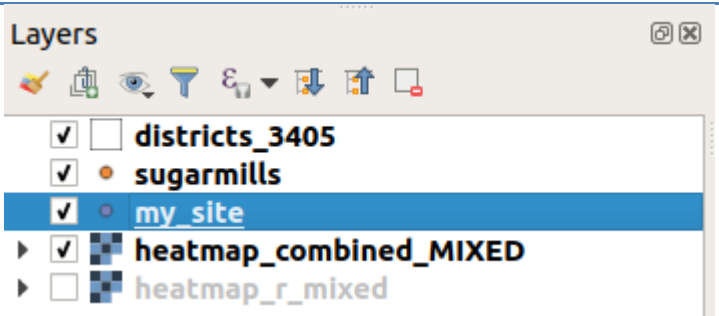 Layers
districts_3405
sugarmills
my_site
heatmap_combined_MIXED
heatmap_r_mixed